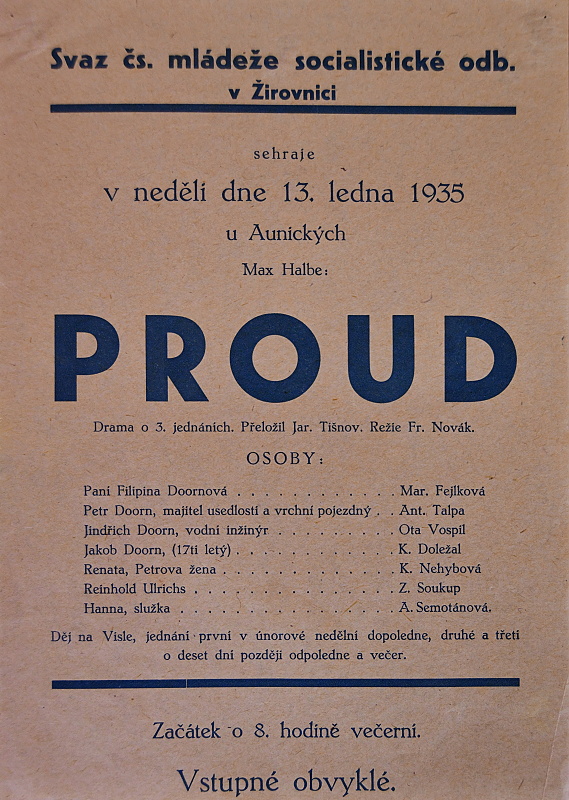 Svaz čs. mládeže socialistické odb.
v Žirovnici
sehraje
v neděli dne 13. ledna 1935
u Aunických
Max Halbe:
PROUD
Drama o 3. jednáních. Přeložil Jar. Tišnov. Režie Fr. Novák.
OSOBY:
Paní Filipina Doornová . . . . . . . . . . . . Mar. Fejlková
Petr Doorn, majitel usedlosti a vrchní pojezdný . . Ant. Talpa
Jindřich Doorn, vodní inžinýr . . . . . . . . . Ota Vospíl
Jakob Doorn, (17ti letý) . . . . . . . . . . . . K. Doležal
Renata, Petrova žena . . . . . . . . . . . . . K. Nehybová
Reinhold Ulrichs . . . . . . . . . . . . . . . Z. Soukup
Hanna, služka . . . . . . . . . . . . . . . . A. Semotánová.
Děj na Visle, jednání první v únorové nedělní dopoledne, druhé a třetí
o deset dní později odpoledne a večer.
Začátek o 8. hodině večerní.
Vstupné obvyklé.